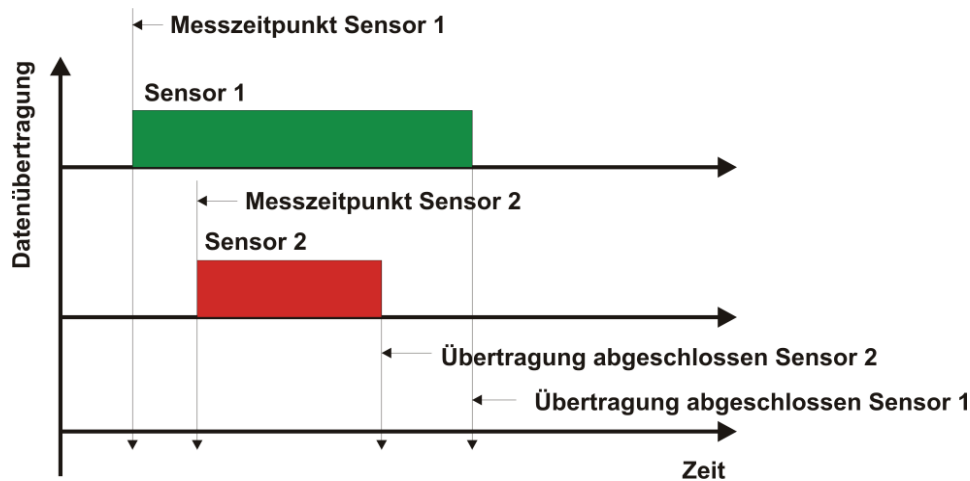 Messzeitpunkt Sensor 1
Datenübertragung
Sensor 1
Messzeitpunkt Sensor 2
Sensor 2
Übertragung abgeschlossen Sensor 2
Übertragung abgeschlossen Sensor 1
Zeit